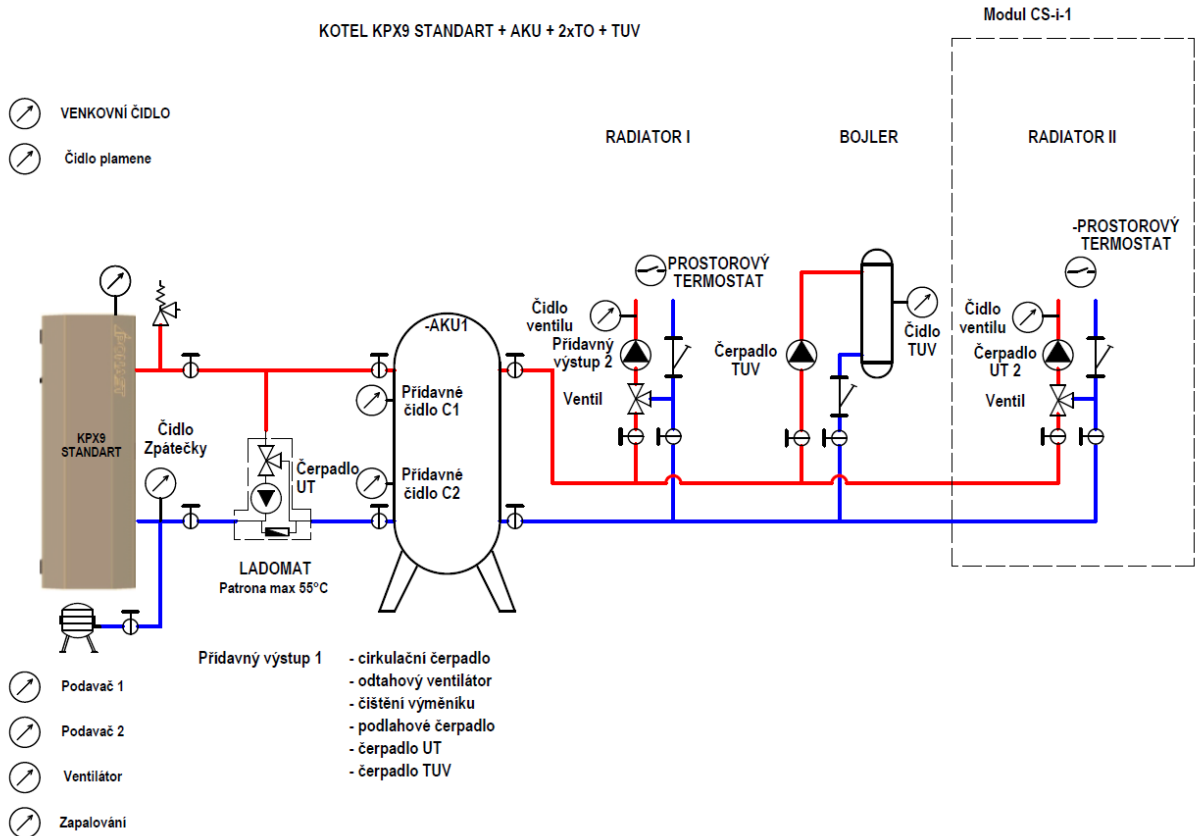 KOTEL KPX9 STANDART + AKU + 2xTO + TUV
Modul CS-i-1
VENKOVNÍ ČIDLO
Čidlo plamene
RADIATOR I
BOJLER
RADIATOR II
PROSTOROVÝ
TERMOSTAT
-PROSTOROVÝ
TERMOSTAT
Čidlo
ventilu
Přídavný
výstup 2
Ventil
Čerpadlo
TUV
Čidlo
TUV
Čidlo
ventilu
Čerpadlo
UT 2
Ventil
-AKU1
Přídavné
čidlo C1
Přídavné
čidlo C2
KPX9
STANDART
Čidlo
Zpátečky
Čerpadlo
UT
LADOMAT
Patrona max 55°C
Přídavný výstup 1
- cirkulační čerpadlo
- odtahový ventilátor
- čištění výměníku
- podlahové čerpadlo
- čerpadlo UT
- čerpadlo TUV
Podavač 1
Podavač 2
Ventilátor
Zapalování